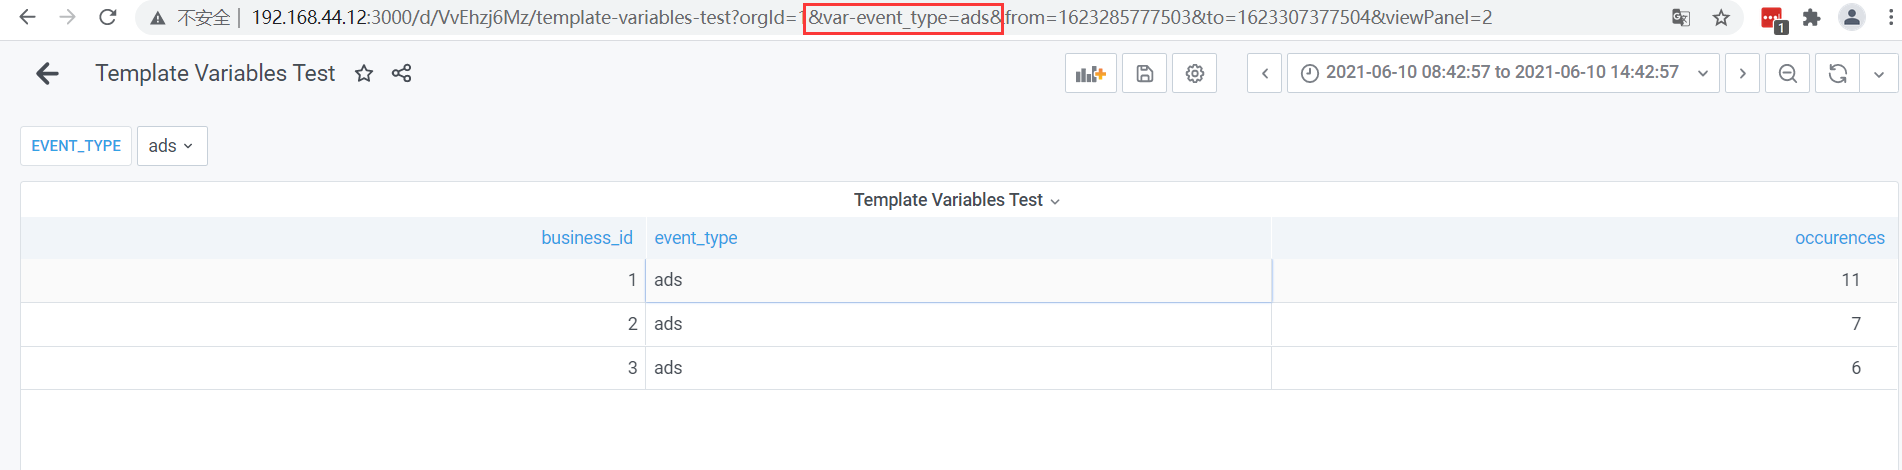 不安全 | 192.168.44.12:3000/d/VvEhzj6Mz/template-variables-test?orgId=1&var-event_type=ads&from=1623285777503&to=1623307377504&viewPanel=2
1
Template Variables Test
2021-06-10 08:42:57 to 2021-06-10 14:42:57
EVENT_TYPE ads
Template Variables Test
business_id event_type occurences
1 ads 11
2 ads 7
3 ads 6